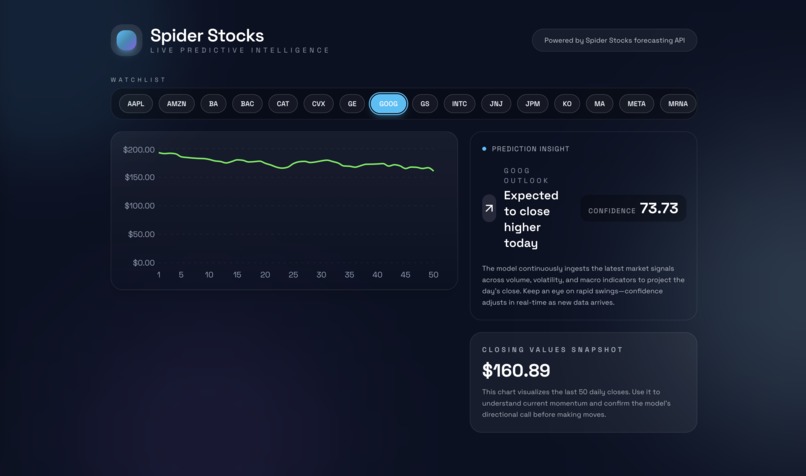 Spider Stocks
LIVE PREDICTIVE INTELLIGENCE
Powered by Spider Stocks forecasting API
WATCHLIST
AAPL AMZN BA BAC CAT CVX GE GOOG GS INTC JNJ JPM KO MA META MRNA
$200.00
$150.00
$100.00
$50.00
$0.00
1 5 10 15 20 25 30 35 40 45 50
PREDICTION INSIGHT
GOOG
OUTLOOK
Expected
to close
higher
today
CONFIDENCE 73.73
The model continuously ingests the latest market signals
across volume, volatility, and macro indicators to project the
day's close. Keep an eye on rapid swings—confidence
adjusts in real-time as new data arrives.
CLOSING VALUES SNAPSHOT
$160.89
This chart visualizes the last 50 daily closes. Use it to
understand current momentum and confirm the model's
directional call before making moves.